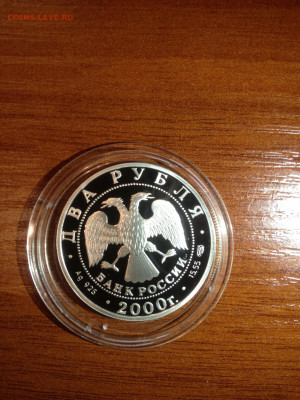 COINS.LAVE.RU
ДВА РУБЛЯ
БАНК РОССИИ
Ag 925
15.55
2000г.